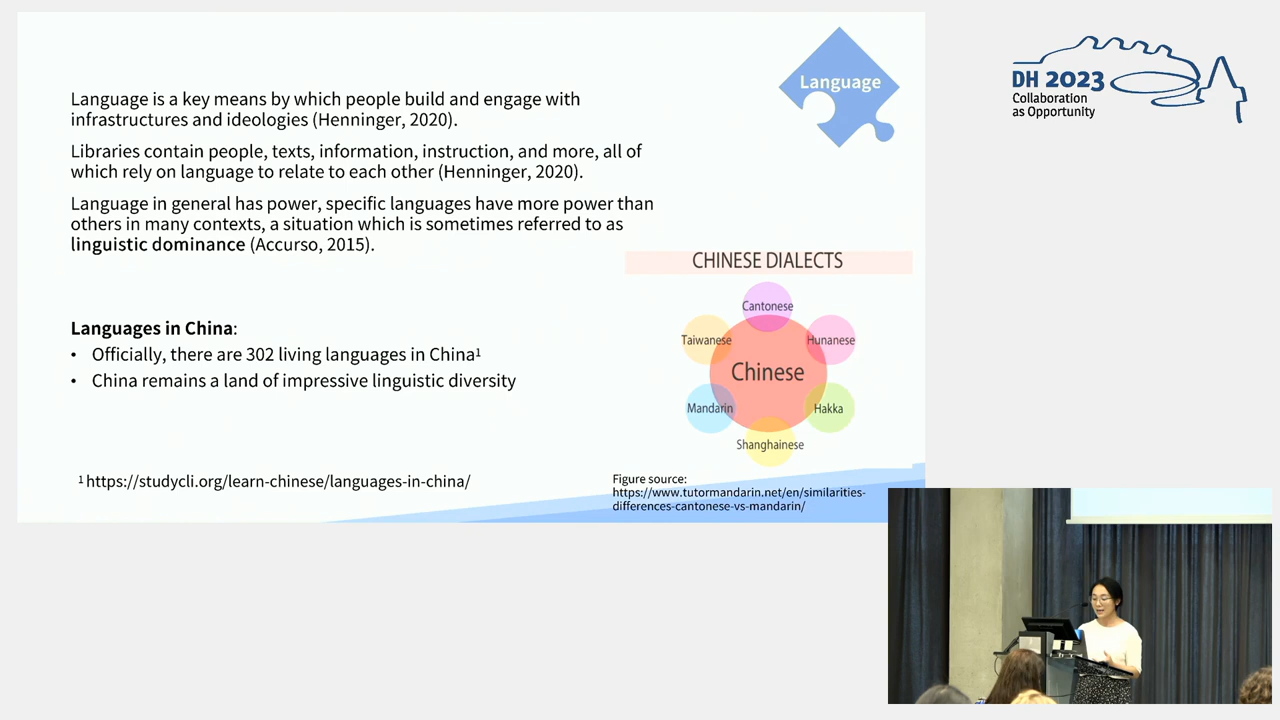 Language
Language is a key means by which people build and engage with
infrastructures and ideologies (Henninger, 2020).
Libraries contain people, texts, information, instruction, and more, all of
which rely on language to relate to each other (Henninger, 2020).
Language in general has power, specific languages have more power than
others in many contexts, a situation which is sometimes referred to as
linguistic dominance (Accurso, 2015).
CHINESE DIALECTS
Cantonese
Taiwanese
Hunanese
Chinese
Mandarin
Hakka
Shanghainese
Languages in China:
• Officially, there are 302 living languages in China¹
• China remains a land of impressive linguistic diversity
¹ https://studycli.org/learn-chinese/languages-in-china/
Figure source:
https://www.tutormandarin.net/en/similarities-
differences-cantonese-vs-mandarin/
DH 2023
Collaboration
as Opportunity